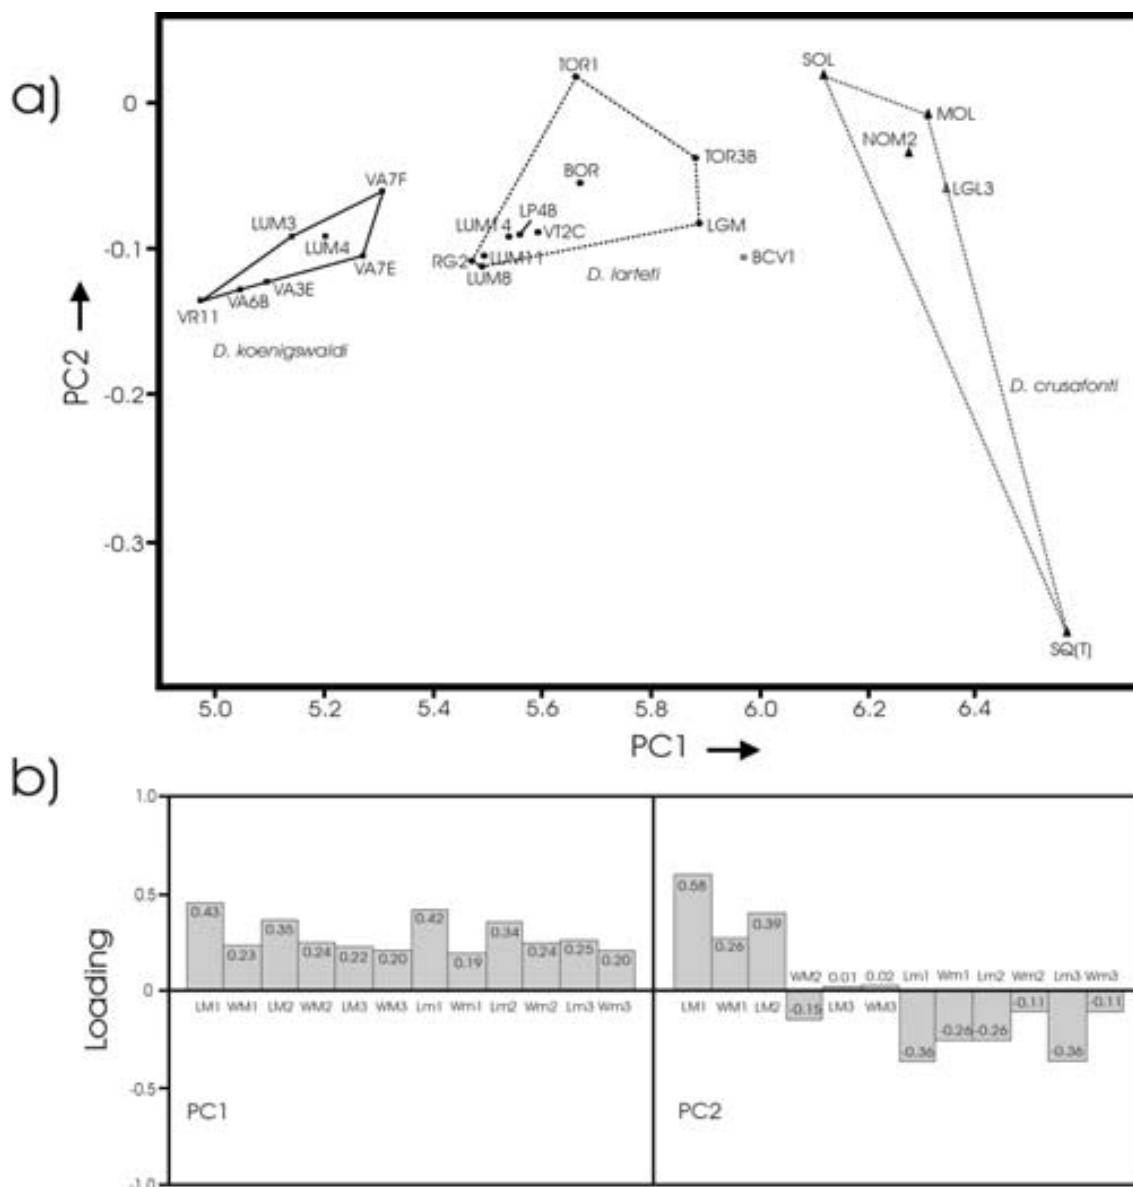 a)
SOL
TOR1
0
MOL
NOM2
TOR3B
BOR
VA7F
LGL3
LP4B
LUM3
LUM14
VT2C
LGM
LUM4
-0.1
RG2
LUM11
BCV1
VA7E
LUM8
D. larteti
VA6B
VA3E
VR11
D. koenigswaldi
PC2
-0.2
D. crusafonti
-0.3
SQ(T)
5.0 5.2 5.4 5.6 5.8 6.0 6.2 6.4
PC1
b)
1.0
0.5
0
-0.5
-1.0
Loading
0.43 0.23 0.35 0.24 0.22 0.20 0.42 0.19 0.34 0.24 0.25 0.20
LM1 WM1 LM2 WM2 LM3 WM3 Lm1 Wm1 Lm2 Wm2 Lm3 Wm3
PC1
0.58 0.26 0.39
WM2 0.01 0.02 Lm1 Wm1 Lm2 Wm2 Lm3 Wm3
LM1 WM1 LM2 -0.15 LM3 WM3 -0.36 -0.26 -0.26 -0.11 -0.36 -0.11
PC2